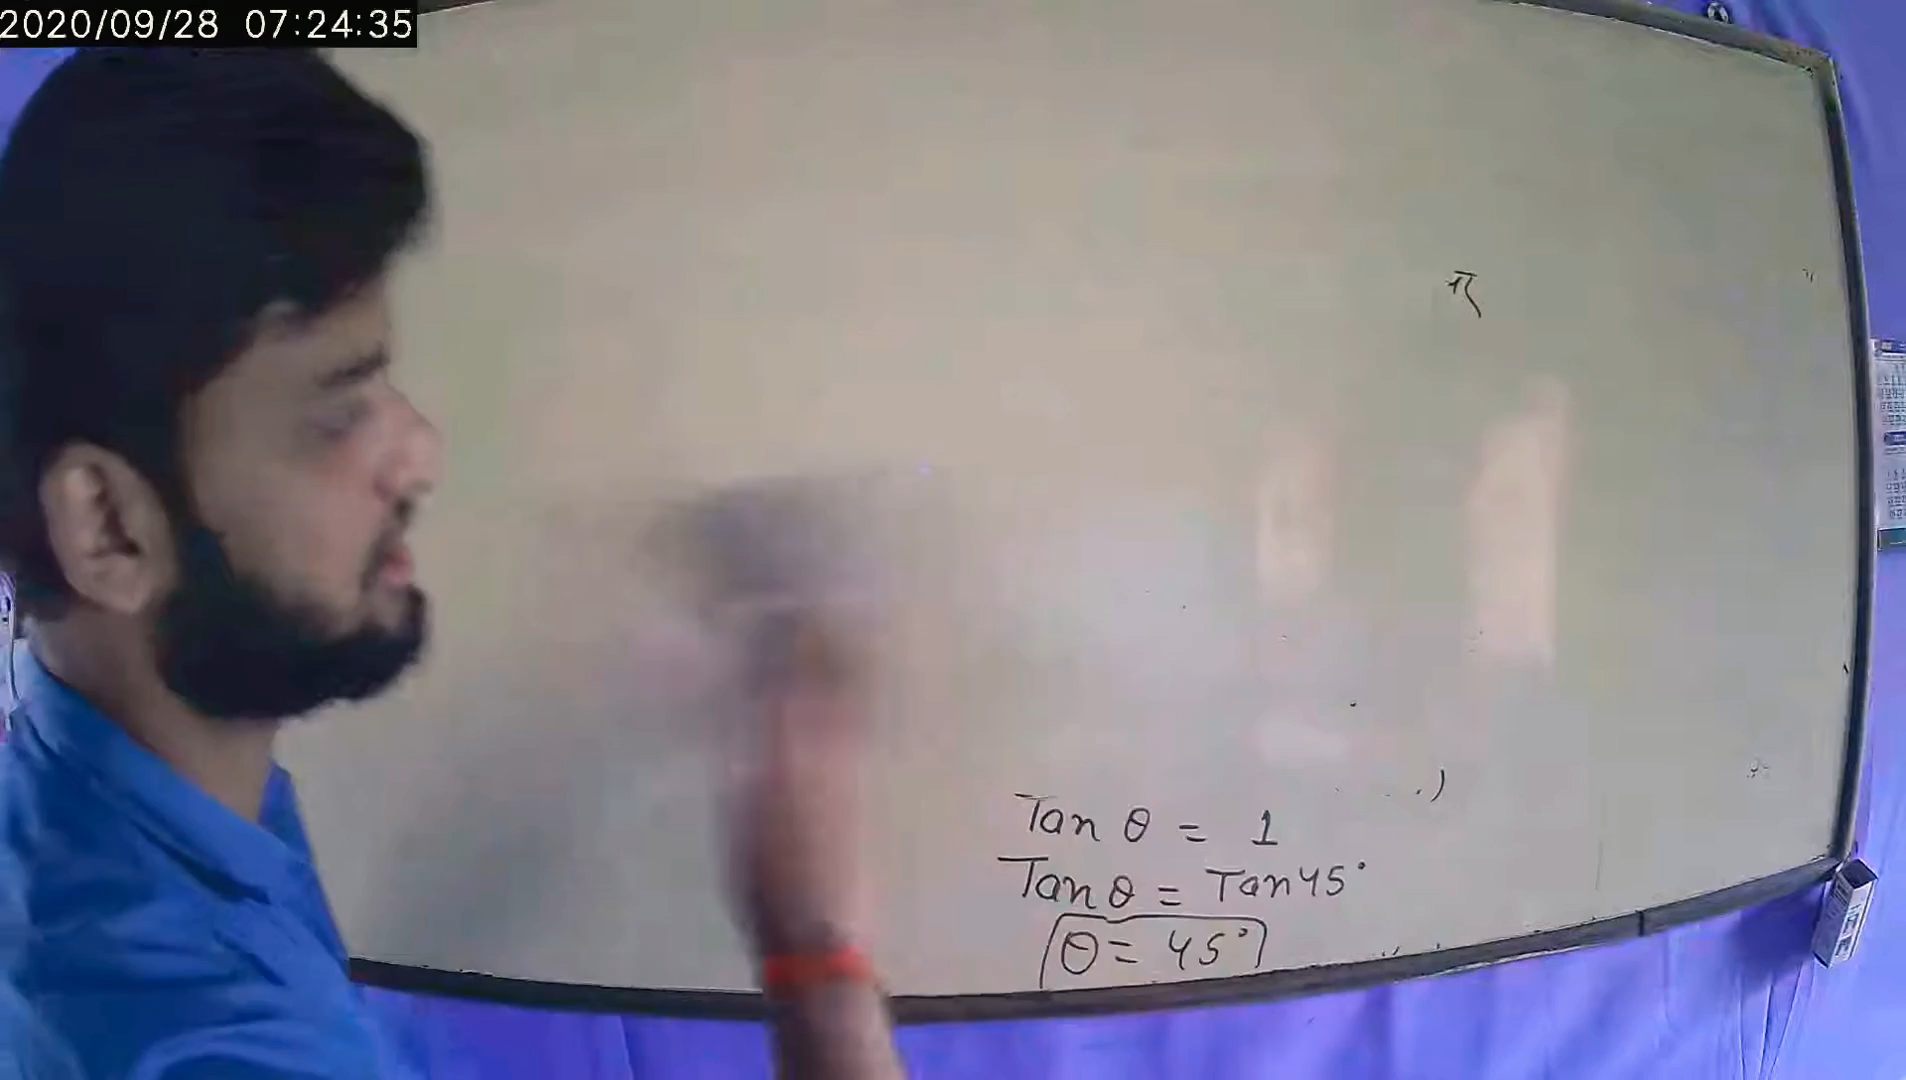 2020/09/28 07:24:35
Tan θ = 1
Tan θ = Tan 45°
θ = 45°